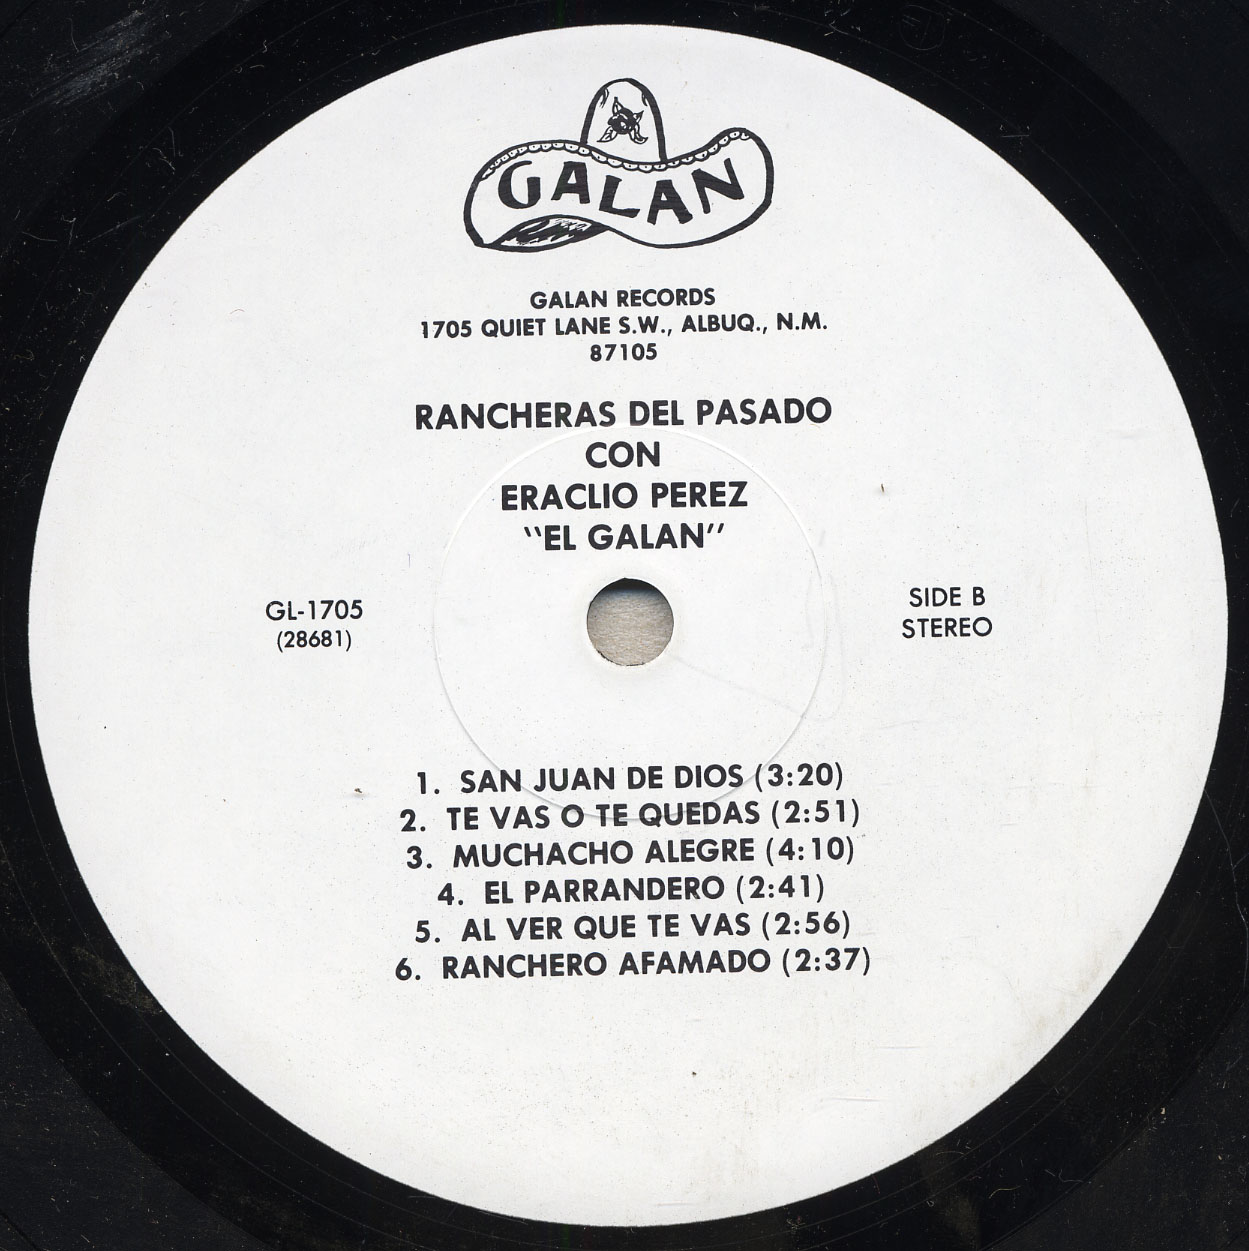 GALAN
GALAN RECORDS
1705 QUIET LANE S.W., ALBUQ., N.M.
87105
RANCHERAS DEL PASADO
CON
ERACLIO PEREZ
"EL GALAN"
GL-1705
(28681)
SIDE B
STEREO
1. SAN JUAN DE DIOS (3:20)
2. TE VAS O TE QUEDAS (2:51)
3. MUCHACHO ALEGRE (4:10)
4. EL PARRANDERO (2:41)
5. AL VER QUE TE VAS (2:56)
6. RANCHERO AFAMADO (2:37)